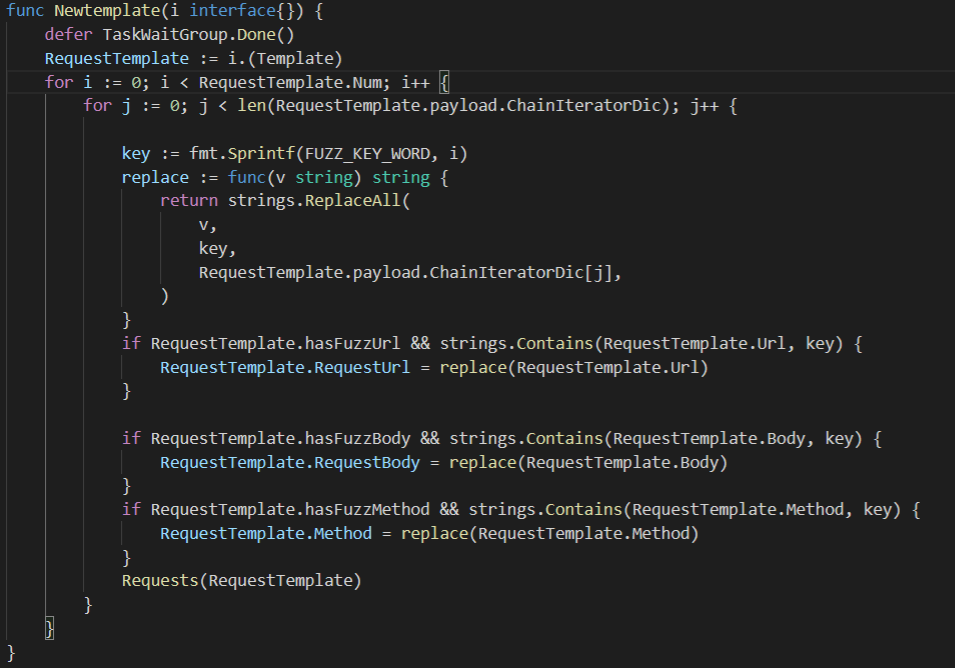 func Newtemplate(i interface{}) {
    defer TaskWaitGroup.Done()
    RequestTemplate := i.(Template)
    for i := 0; i < RequestTemplate.Num; i++ {
        for j := 0; j < len(RequestTemplate.payload.ChainIteratorDic); j++ {

            key := fmt.Sprintf(FUZZ_KEY_WORD, i)
            replace := func(v string) string {
                return strings.ReplaceAll(
                    v,
                    key,
                    RequestTemplate.payload.ChainIteratorDic[j],
                )
            }
            if RequestTemplate.hasFuzzUrl && strings.Contains(RequestTemplate.Url, key) {
                RequestTemplate.RequestUrl = replace(RequestTemplate.Url)
            }

            if RequestTemplate.hasFuzzBody && strings.Contains(RequestTemplate.Body, key) {
                RequestTemplate.RequestBody = replace(RequestTemplate.Body)
            }
            if RequestTemplate.hasFuzzMethod && strings.Contains(RequestTemplate.Method, key) {
                RequestTemplate.Method = replace(RequestTemplate.Method)
            }
            Requests(RequestTemplate)
        }
    }
}